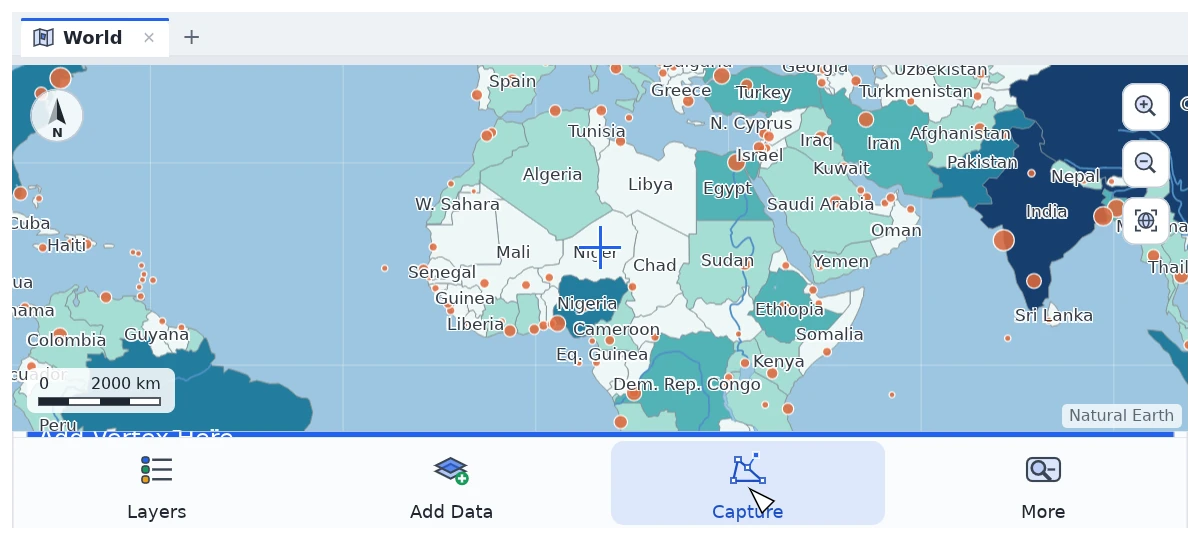 World × +
Spain
Bulgaria
Georgia
Uzbekistan
Greece
Turkey
Turkmenistan
Tunisia
N. Cyprus
Iraq
Iran
Afghanistan
Algeria
Libya
Israel
Kuwait
Pakistan
Nepal
Egypt
W. Sahara
Saudi Arabia
India
Cuba
Haiti
Oman
Mali
Niger
Chad
Sudan
Yemen
Senegal
Guinea
Nigeria
Ethiopia
Sri Lanka
Liberia
Cameroon
Somalia
Colombia
Guyana
Eq. Guinea
Kenya
Dem. Rep. Congo
Peru
N
0 2000 km
Natural Earth
Add Vertex Here
Layers
Add Data
Capture
More